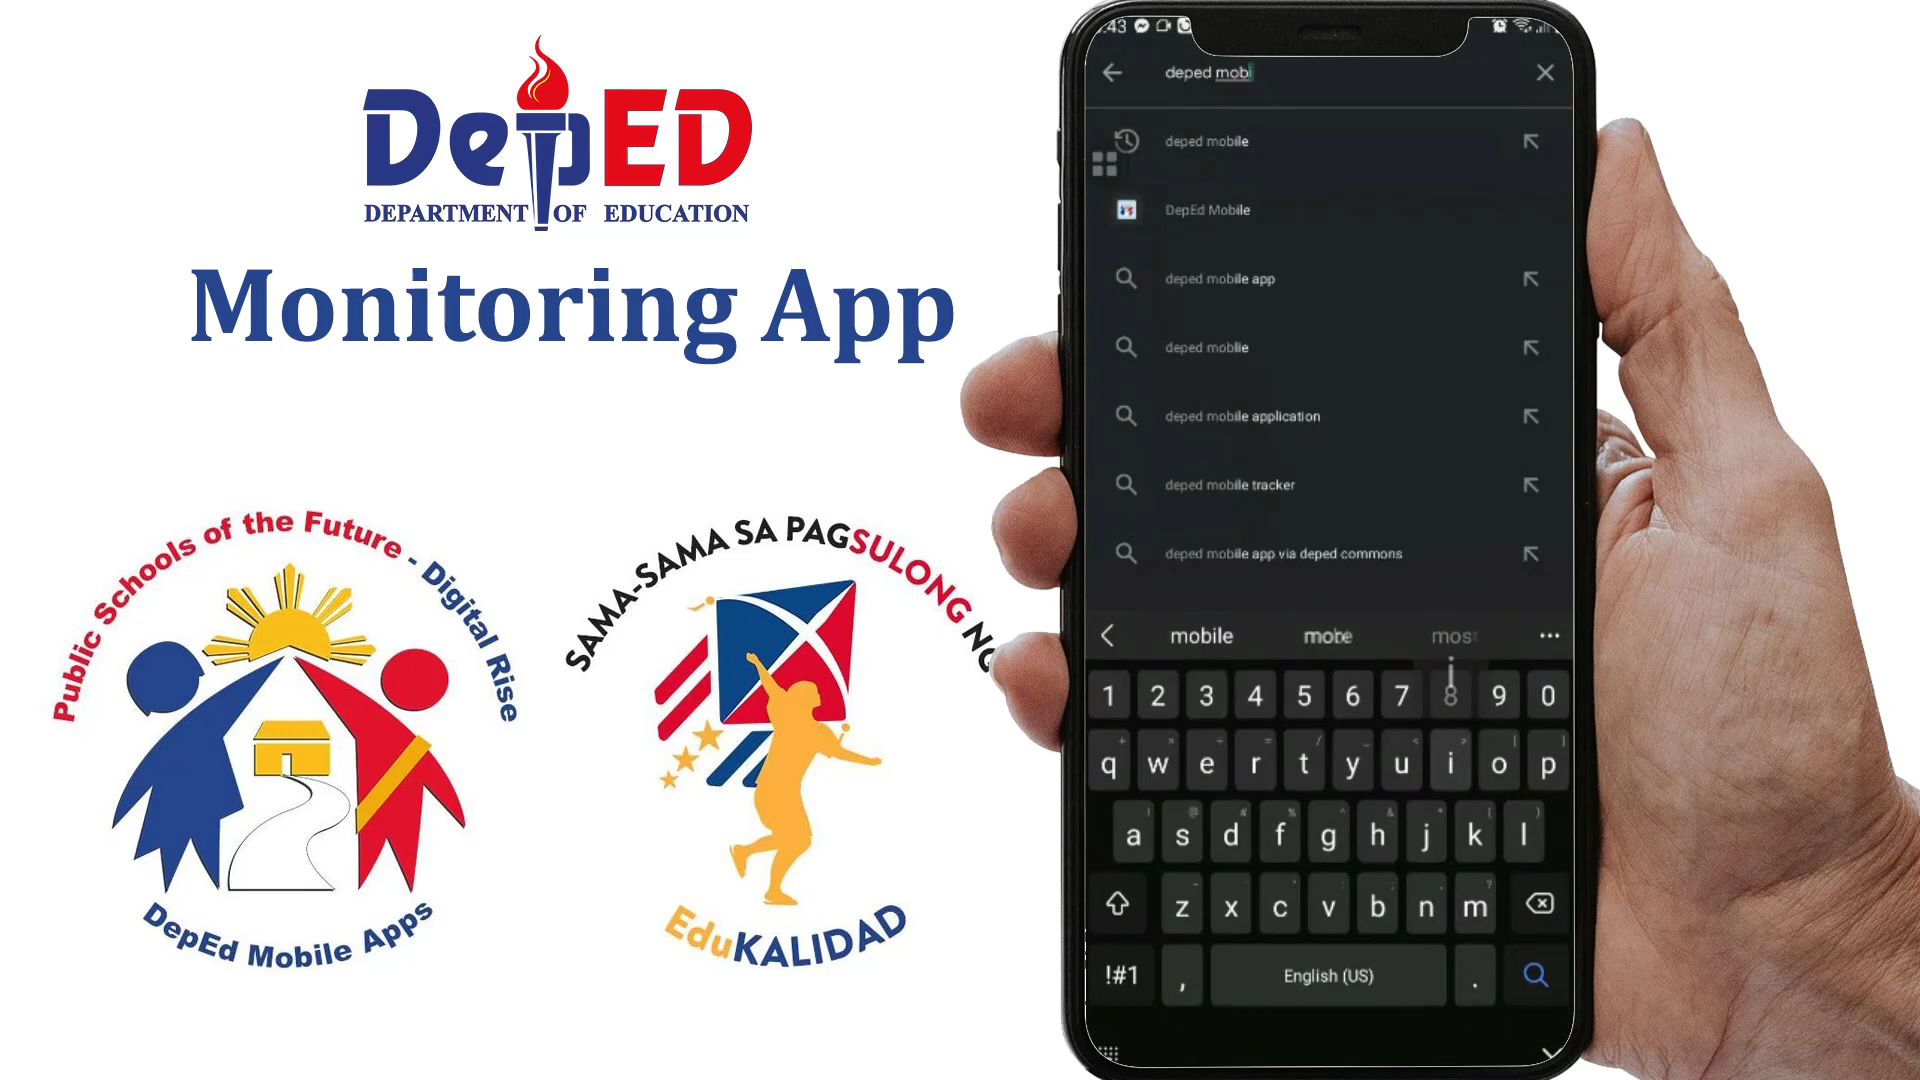 DepED
DEPARTMENT OF EDUCATION
Monitoring App
Public Schools of the Future - Digital Rise
DepEd Mobile Apps
SAMA-SAMA SA PAGSULONG NG
EduKALIDAD
:43
deped mobi
deped mobile
DepEd Mobile
deped mobile app
deped moblie
deped mobile application
deped mobile tracker
deped mobile app via deped commons
mobile
most
1 2 3 4 5 6 7 8 9 0
q w e r t y u i o p
a s d f g h j k l
z x c v b n m
!#1 , English (US) .